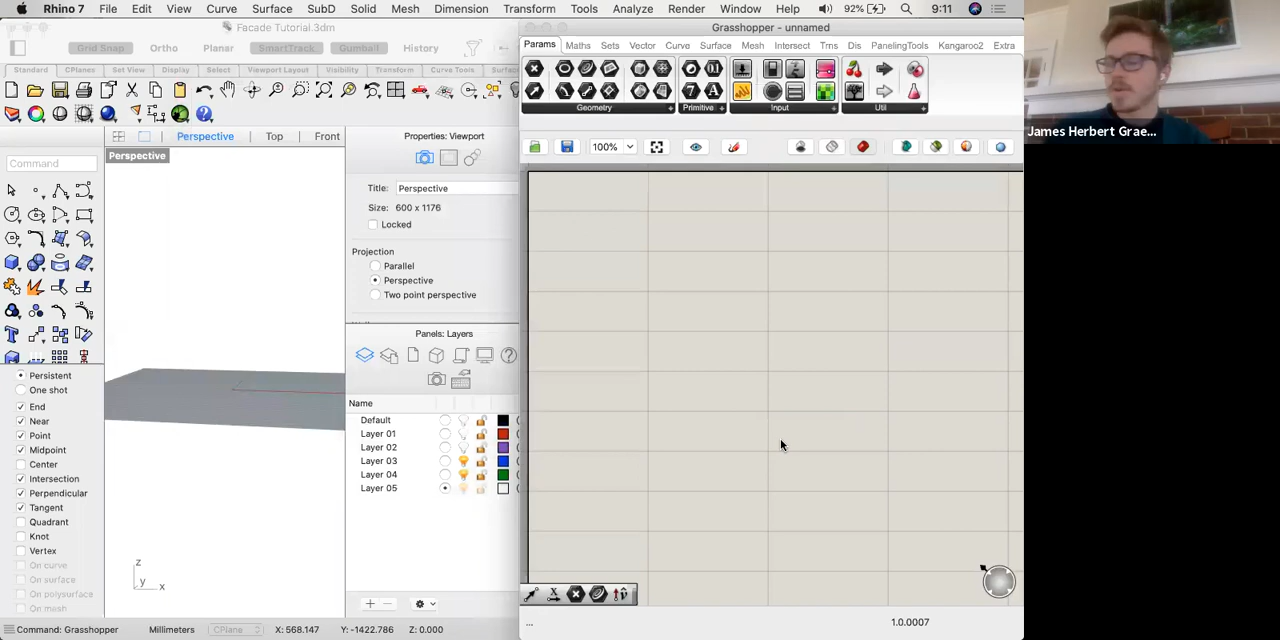 Rhino 7 File Edit View Curve Surface SubD Solid Mesh Dimension Transform Tools Analyze Render Window Help 92% 9:11
Facade Tutorial.3dm
Grid Snap Ortho Planar SmartTrack Gumball History
Standard CPlanes Set View Display Select Viewport Layout Visibility Transform Curve Tools Surfac
Perspective Top Front
Perspective
Command
Persistent
One shot
End
Near
Point
Midpoint
Center
Intersection
Perpendicular
Tangent
Quadrant
Knot
Vertex
On curve
On surface
On polysurface
On mesh
z
y x
Properties: Viewport
Title: Perspective
Size: 600 x 1176
Locked
Projection
Parallel
Perspective
Two point perspective
Panels: Layers
Name
Default
Layer 01
Layer 02
Layer 03
Layer 04
Layer 05
Command: Grasshopper Millimeters CPlane X: 568.147 Y: -1422.786 Z: 0.000
Grasshopper - unnamed
Params Maths Sets Vector Curve Surface Mesh Intersect Trns Dis PanelingTools Kangaroo2 Extra
Geometry Primitive Input Util
100%
... 1.0.0007
James Herbert Grae...